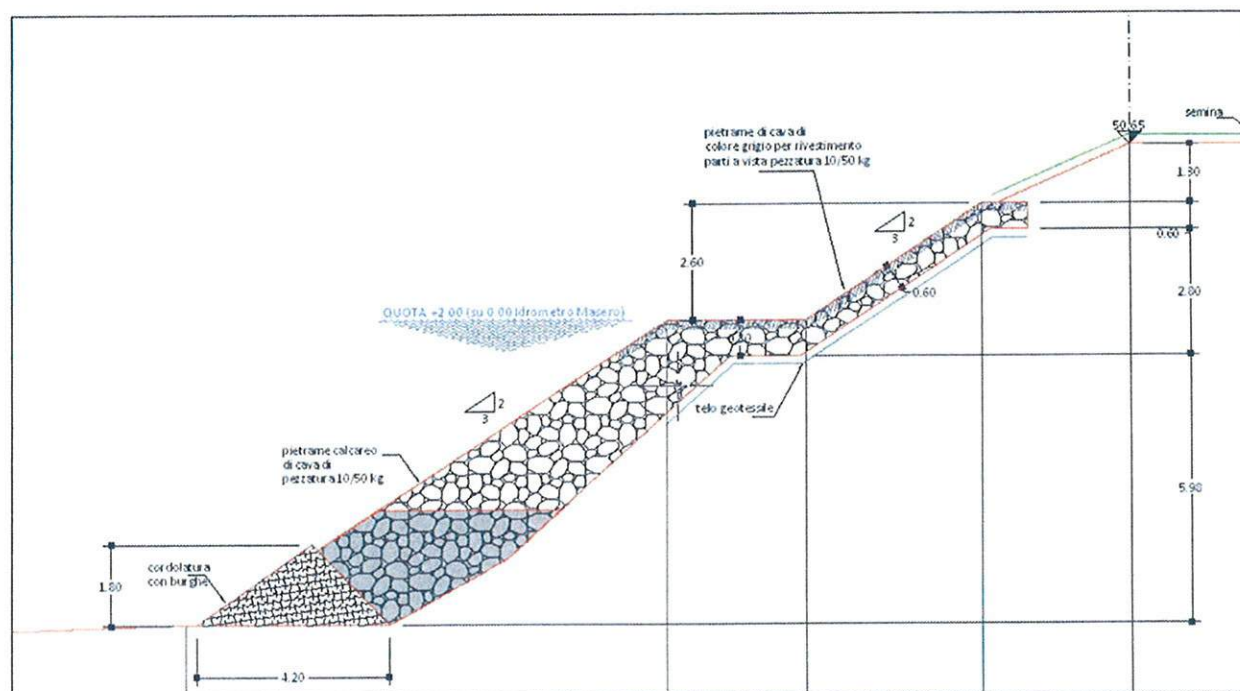 50.65
semina
pietrame di cava di
colore grigio per rivestimento
parti a vista pezzatura 10/50 kg
1.30
2
3
0.60
2.60
2.00
0.60
QUOTA +2.00 (su 0.00 Idrometro Masero)
telo geotessile
2
3
pietrame calcareo
di cava di
pezzatura 10/50 kg
5.98
cordolatura
con burghe
1.80
4.20